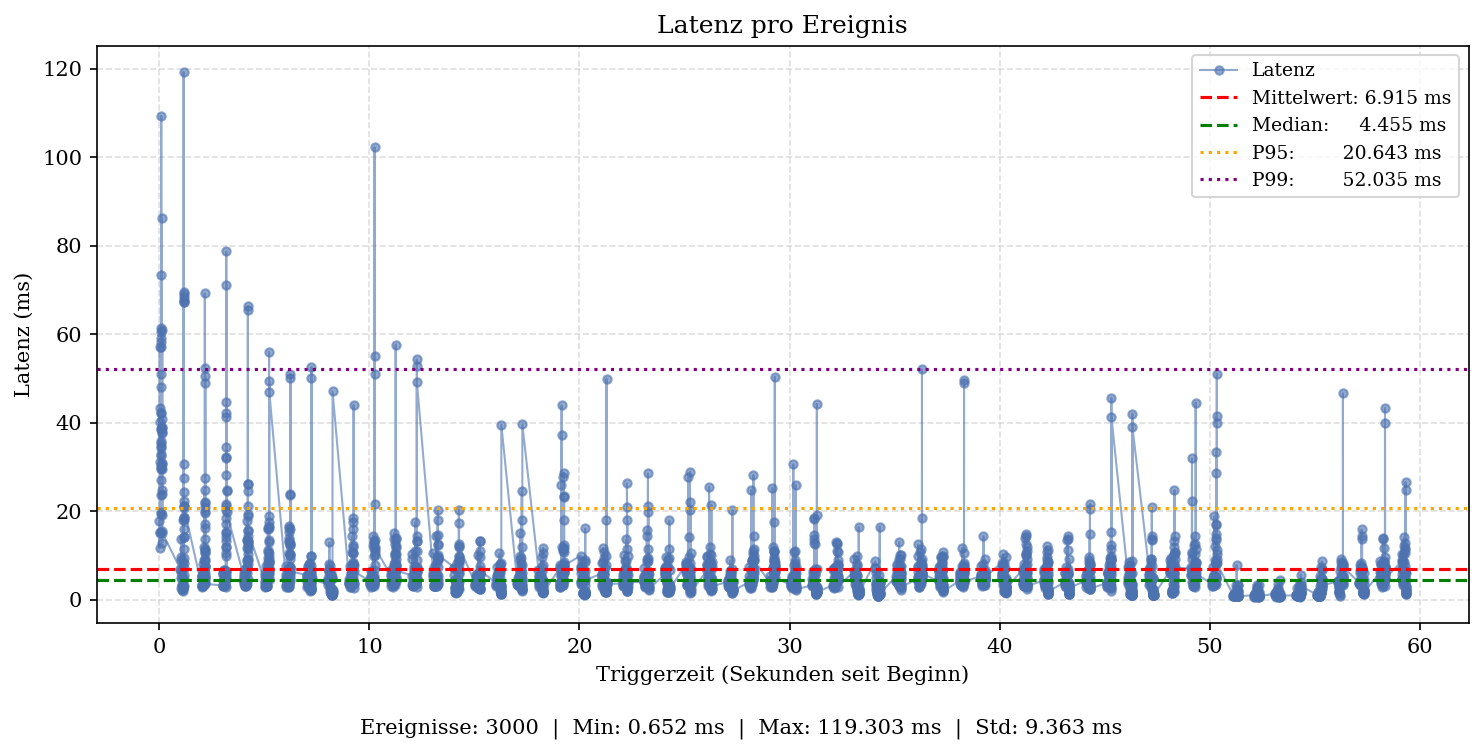 Latenz pro Ereignis
Latenz (ms)
120
100
80
60
40
20
0
Latenz
Mittelwert: 6.915 ms
Median: 4.455 ms
P95: 20.643 ms
P99: 52.035 ms
0 10 20 30 40 50 60
Triggerzeit (Sekunden seit Beginn)
Ereignisse: 3000 | Min: 0.652 ms | Max: 119.303 ms | Std: 9.363 ms